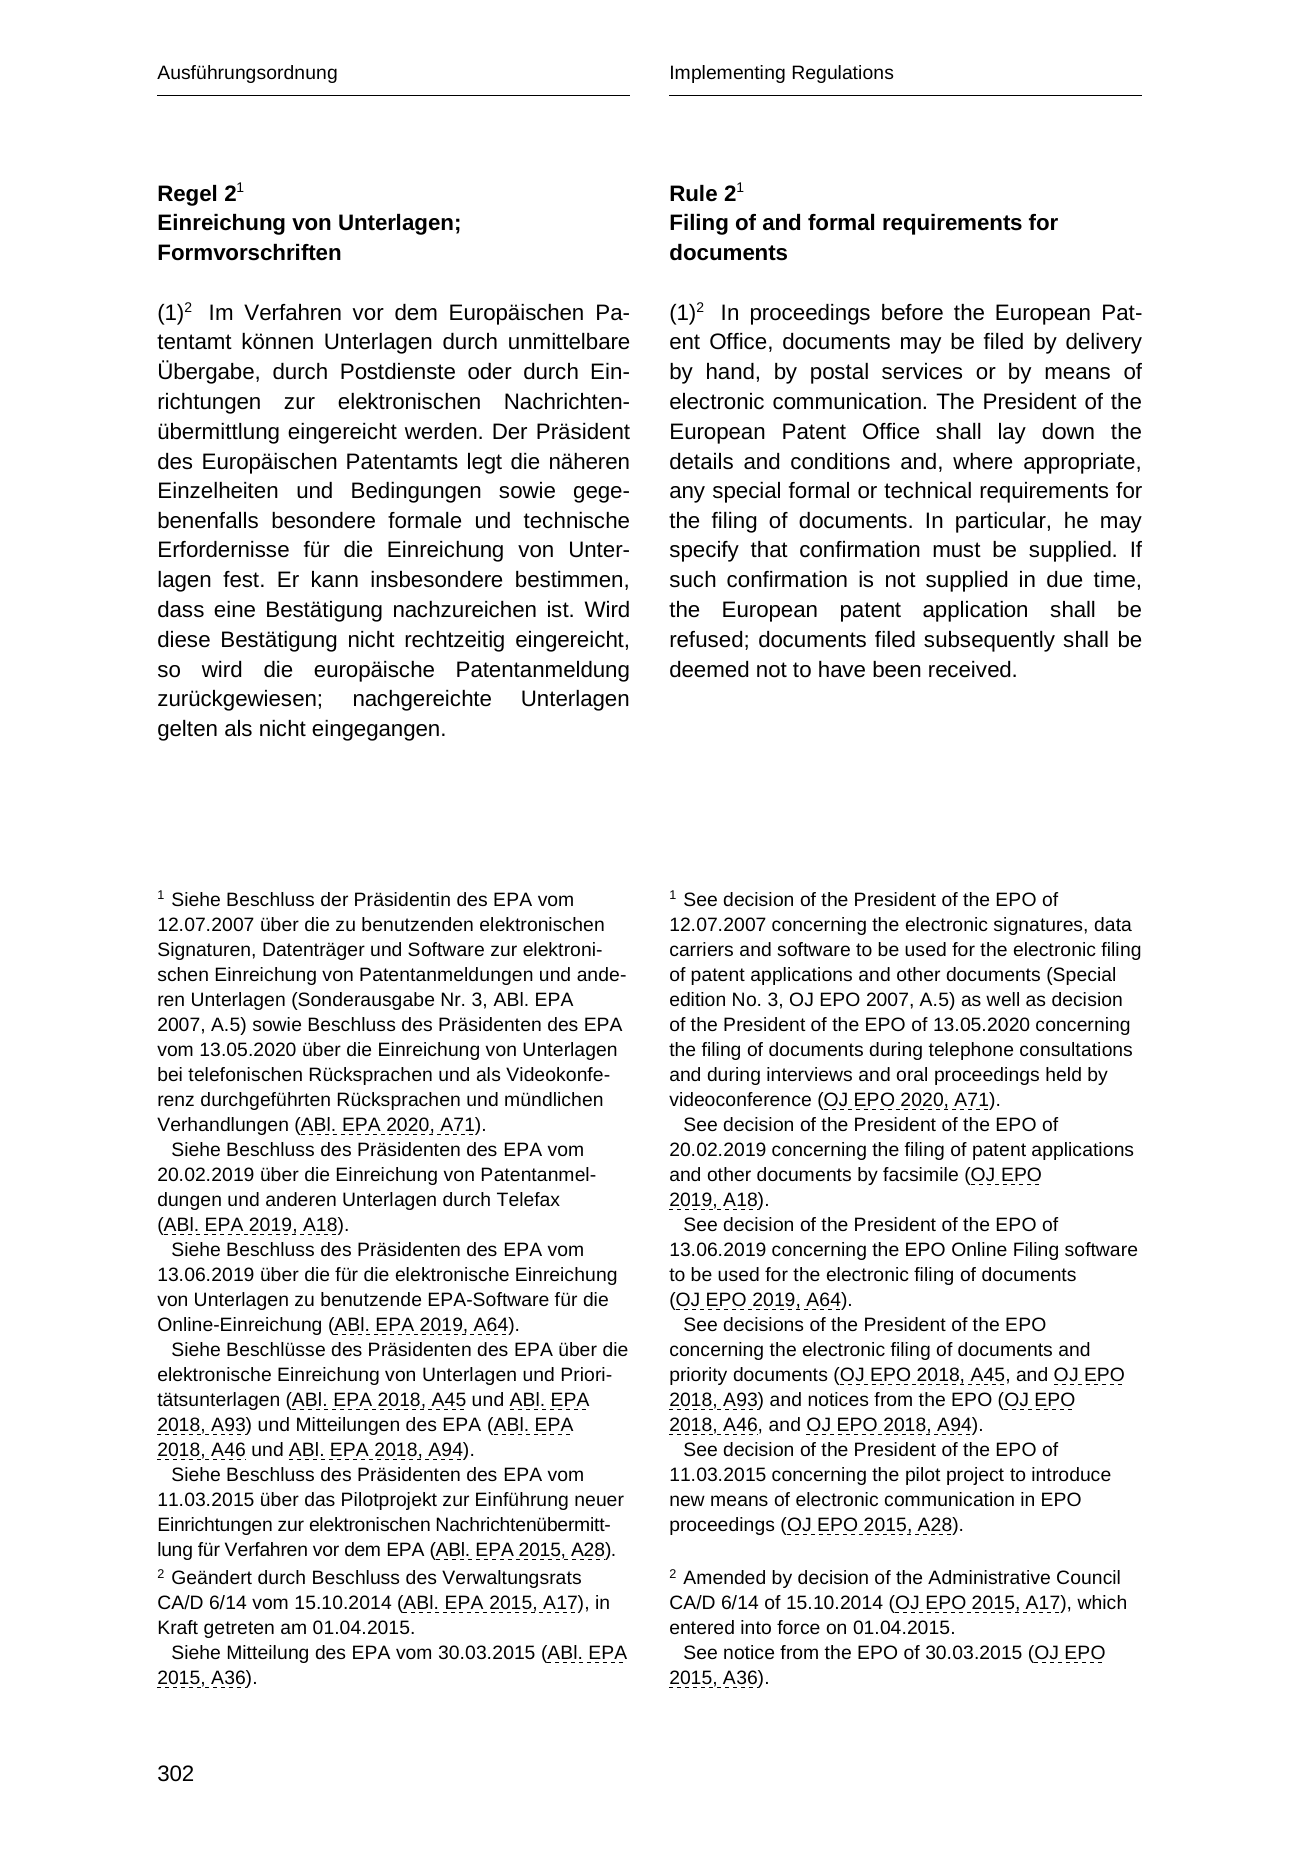 Ausführungsordnung
Regel 2¹
Einreichung von Unterlagen;
Formvorschriften
(1)² Im Verfahren vor dem Europäischen Pa-
tentamt können Unterlagen durch unmittelbare
Übergabe, durch Postdienste oder durch Ein-
richtungen zur elektronischen Nachrichten-
übermittlung eingereicht werden. Der Präsident
des Europäischen Patentamts legt die näheren
Einzelheiten und Bedingungen sowie gege-
benenfalls besondere formale und technische
Erfordernisse für die Einreichung von Unter-
lagen fest. Er kann insbesondere bestimmen,
dass eine Bestätigung nachzureichen ist. Wird
diese Bestätigung nicht rechtzeitig eingereicht,
so wird die europäische Patentanmeldung
zurückgewiesen; nachgereichte Unterlagen
gelten als nicht eingegangen.
¹ Siehe Beschluss der Präsidentin des EPA vom
12.07.2007 über die zu benutzenden elektronischen
Signaturen, Datenträger und Software zur elektroni-
schen Einreichung von Patentanmeldungen und ande-
ren Unterlagen (Sonderausgabe Nr. 3, ABl. EPA
2007, A.5) sowie Beschluss des Präsidenten des EPA
vom 13.05.2020 über die Einreichung von Unterlagen
bei telefonischen Rücksprachen und als Videokonfe-
renz durchgeführten Rücksprachen und mündlichen
Verhandlungen (ABl. EPA 2020, A71).
Siehe Beschluss des Präsidenten des EPA vom
20.02.2019 über die Einreichung von Patentanmel-
dungen und anderen Unterlagen durch Telefax
(ABl. EPA 2019, A18).
Siehe Beschluss des Präsidenten des EPA vom
13.06.2019 über die für die elektronische Einreichung
von Unterlagen zu benutzende EPA-Software für die
Online-Einreichung (ABl. EPA 2019, A64).
Siehe Beschlüsse des Präsidenten des EPA über die
elektronische Einreichung von Unterlagen und Priori-
tätsunterlagen (ABl. EPA 2018, A45 und ABl. EPA
2018, A93) und Mitteilungen des EPA (ABl. EPA
2018, A46 und ABl. EPA 2018, A94).
Siehe Beschluss des Präsidenten des EPA vom
11.03.2015 über das Pilotprojekt zur Einführung neuer
Einrichtungen zur elektronischen Nachrichtenübermitt-
lung für Verfahren vor dem EPA (ABl. EPA 2015, A28).
² Geändert durch Beschluss des Verwaltungsrats
CA/D 6/14 vom 15.10.2014 (ABl. EPA 2015, A17), in
Kraft getreten am 01.04.2015.
Siehe Mitteilung des EPA vom 30.03.2015 (ABl. EPA
2015, A36).
Implementing Regulations
Rule 2¹
Filing of and formal requirements for
documents
(1)² In proceedings before the European Pat-
ent Office, documents may be filed by delivery
by hand, by postal services or by means of
electronic communication. The President of the
European Patent Office shall lay down the
details and conditions and, where appropriate,
any special formal or technical requirements for
the filing of documents. In particular, he may
specify that confirmation must be supplied. If
such confirmation is not supplied in due time,
the European patent application shall be
refused; documents filed subsequently shall be
deemed not to have been received.
¹ See decision of the President of the EPO of
12.07.2007 concerning the electronic signatures, data
carriers and software to be used for the electronic filing
of patent applications and other documents (Special
edition No. 3, OJ EPO 2007, A.5) as well as decision
of the President of the EPO of 13.05.2020 concerning
the filing of documents during telephone consultations
and during interviews and oral proceedings held by
videoconference (OJ EPO 2020, A71).
See decision of the President of the EPO of
20.02.2019 concerning the filing of patent applications
and other documents by facsimile (OJ EPO
2019, A18).
See decision of the President of the EPO of
13.06.2019 concerning the EPO Online Filing software
to be used for the electronic filing of documents
(OJ EPO 2019, A64).
See decisions of the President of the EPO
concerning the electronic filing of documents and
priority documents (OJ EPO 2018, A45, and OJ EPO
2018, A93) and notices from the EPO (OJ EPO
2018, A46, and OJ EPO 2018, A94).
See decision of the President of the EPO of
11.03.2015 concerning the pilot project to introduce
new means of electronic communication in EPO
proceedings (OJ EPO 2015, A28).
² Amended by decision of the Administrative Council
CA/D 6/14 of 15.10.2014 (OJ EPO 2015, A17), which
entered into force on 01.04.2015.
See notice from the EPO of 30.03.2015 (OJ EPO
2015, A36).
302